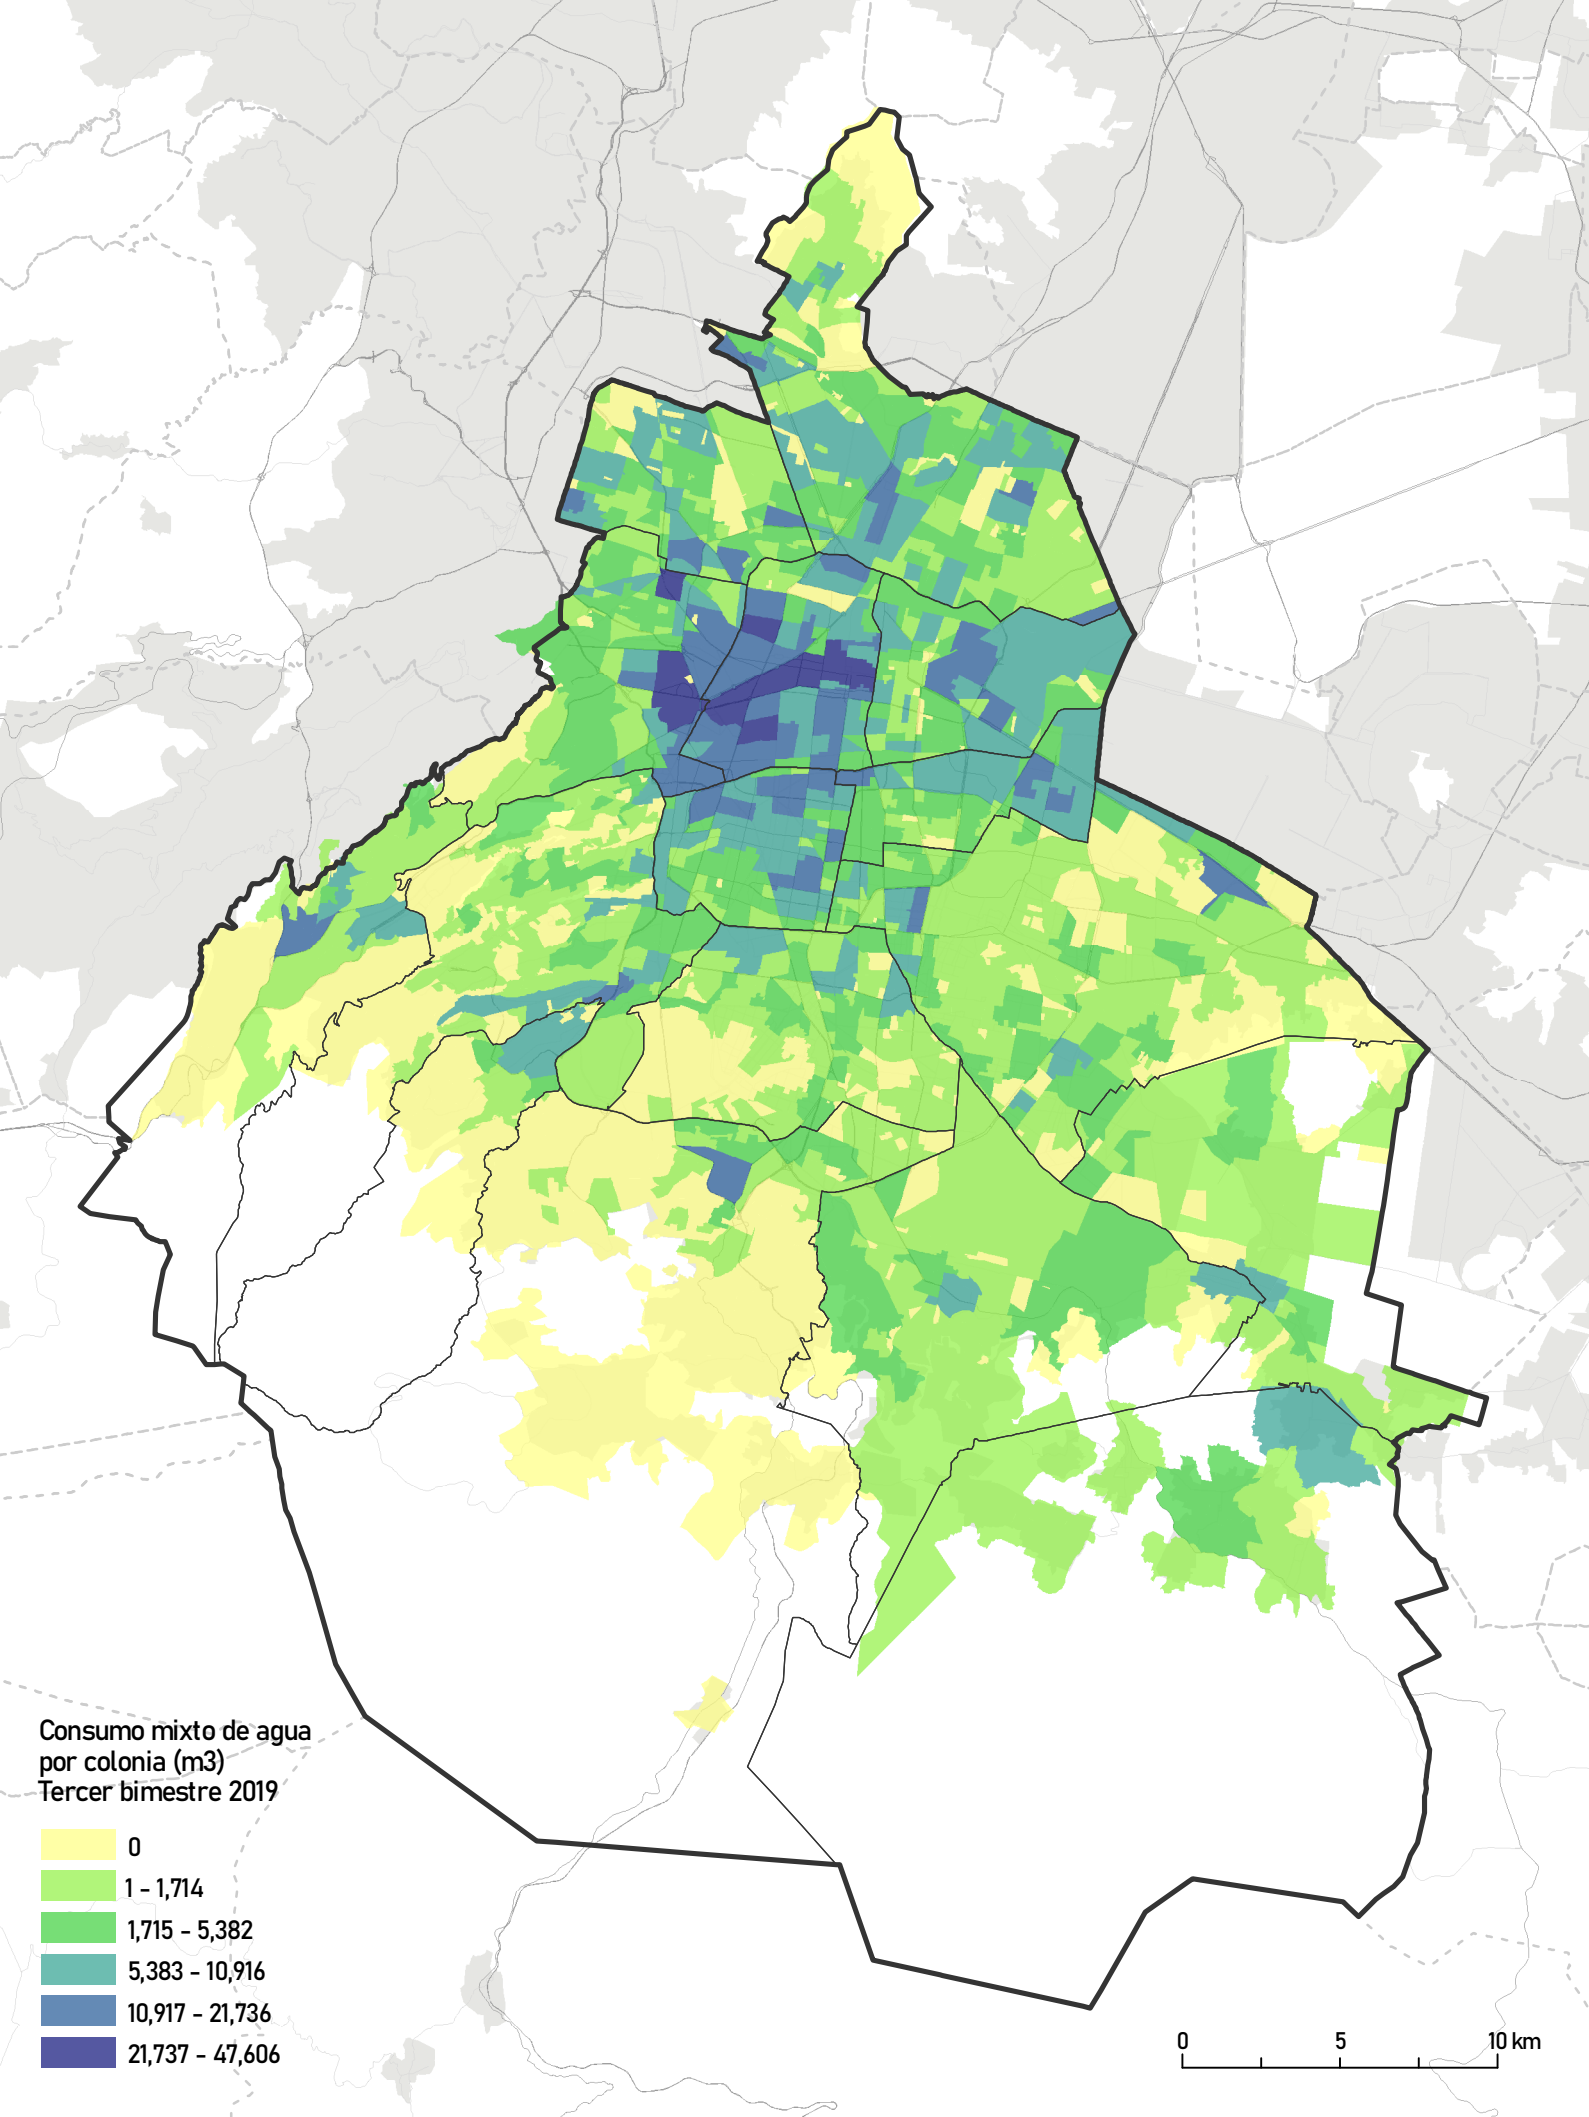 Consumo mixto de agua
por colonia (m3)
Tercer bimestre 2019
0
1 - 1,714
1,715 - 5,382
5,383 - 10,916
10,917 - 21,736
21,737 - 47,606
0 5 10 km